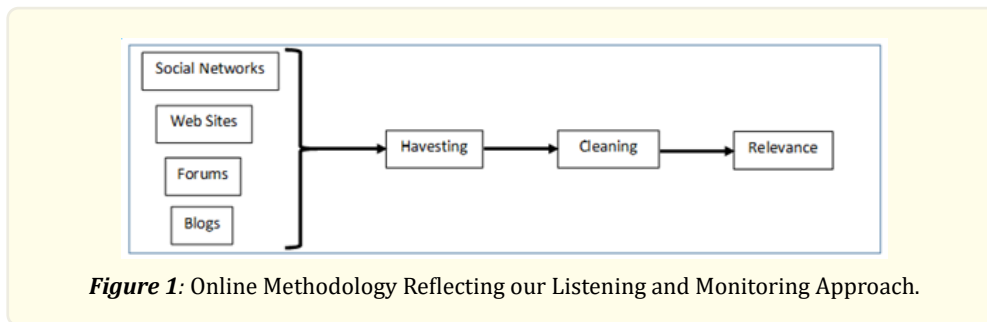 Social Networks
Web Sites
Forums
Blogs
Havesting
Cleaning
Relevance
Figure 1: Online Methodology Reflecting our Listening and Monitoring Approach.